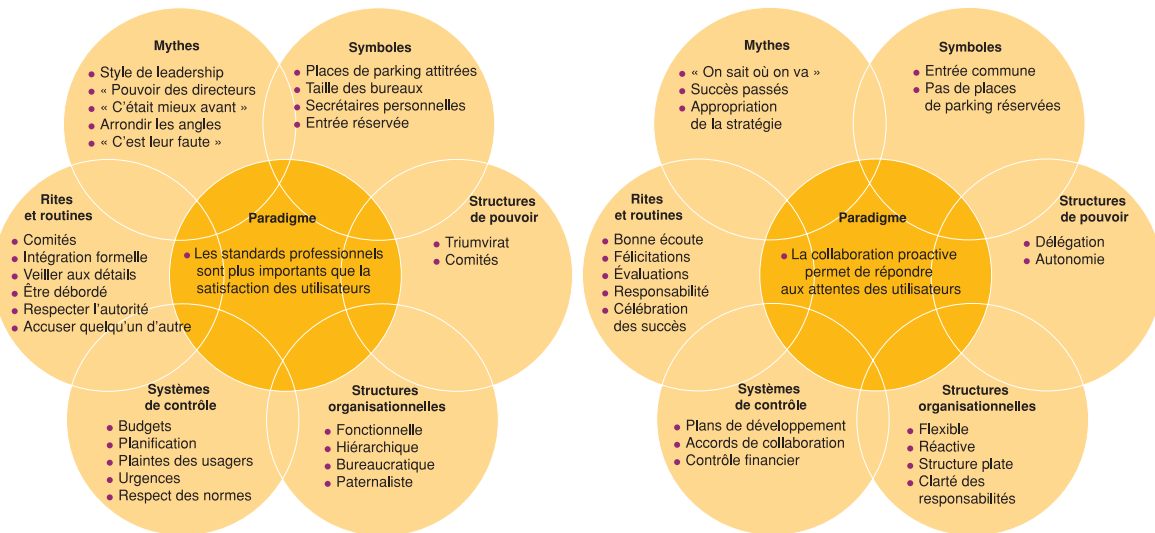 Mythes
• Style de leadership
• « Pouvoir des directeurs
• « C'était mieux avant »
• Arrondir les angles
• « C'est leur faute »
Symboles
• Places de parking attitrées
• Taille des bureaux
• Secrétaires personnelles
• Entrée réservée
Rites
et routines
• Comités
• Intégration formelle
• Veiller aux détails
• Être débordé
• Respecter l'autorité
• Accuser quelqu'un d'autre
Paradigme
• Les standards professionnels
sont plus importants que la
satisfaction des utilisateurs
Structures
de pouvoir
• Triumvirat
• Comités
Systèmes
de contrôle
• Budgets
• Planification
• Plaintes des usagers
• Urgences
• Respect des normes
Structures
organisationnelles
• Fonctionnelle
• Hiérarchique
• Bureaucratique
• Paternaliste
Mythes
• « On sait où on va »
• Succès passés
• Appropriation
de la stratégie
Symboles
• Entrée commune
• Pas de places
de parking réservées
Rites
et routines
• Bonne écoute
• Félicitations
• Évaluations
• Responsabilité
• Célébration
des succès
Paradigme
• La collaboration proactive
permet de répondre
aux attentes des utilisateurs
Structures
de pouvoir
• Délégation
• Autonomie
Systèmes
de contrôle
• Plans de développement
• Accords de collaboration
• Contrôle financier
Structures
organisationnelles
• Flexible
• Réactive
• Structure plate
• Clarté des
responsabilités